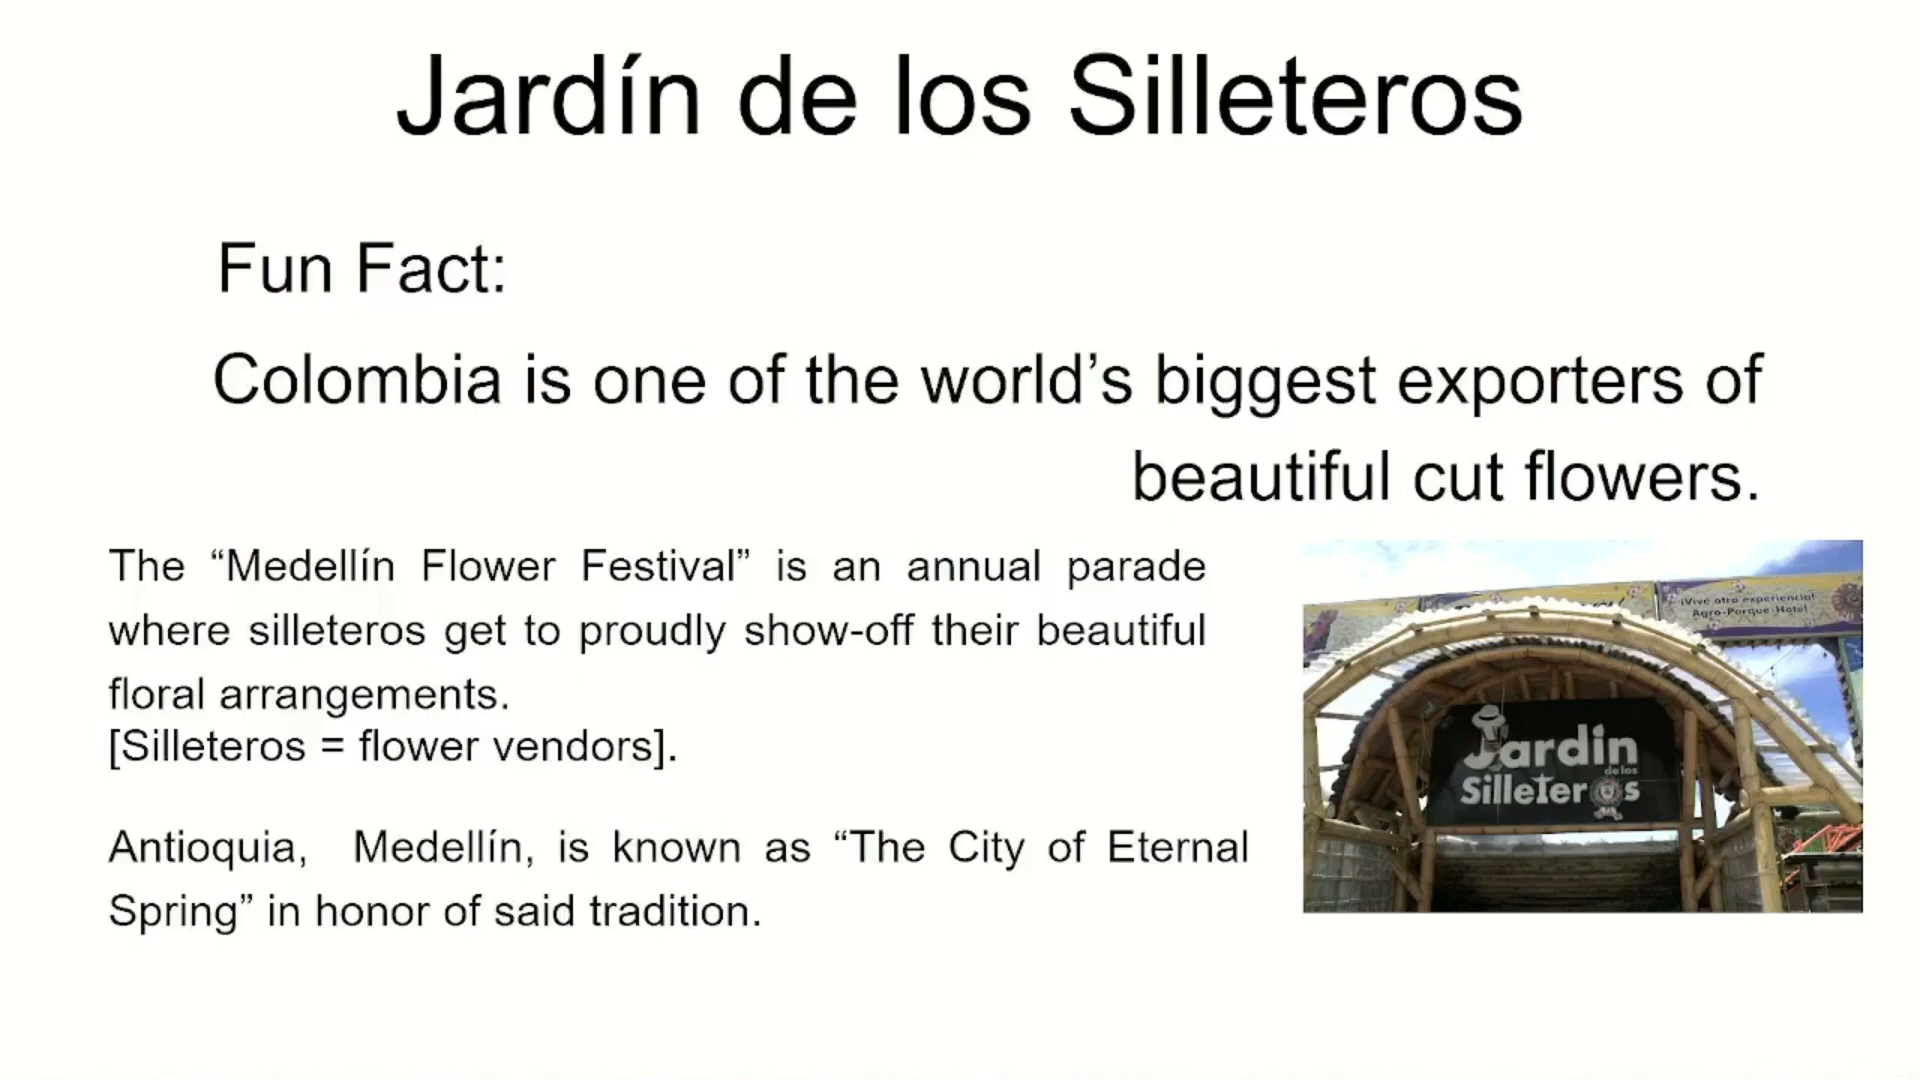 Jardín de los Silleteros
Fun Fact:
Colombia is one of the world’s biggest exporters of
beautiful cut flowers.
The “Medellín Flower Festival” is an annual parade
where silleteros get to proudly show-off their beautiful
floral arrangements.
[Silleteros = flower vendors].
Antioquia, Medellín, is known as “The City of Eternal
Spring” in honor of said tradition.
¡Vive otra experiencia!
Agro-Parque-Hotel
Jardín
de los
Silleteros